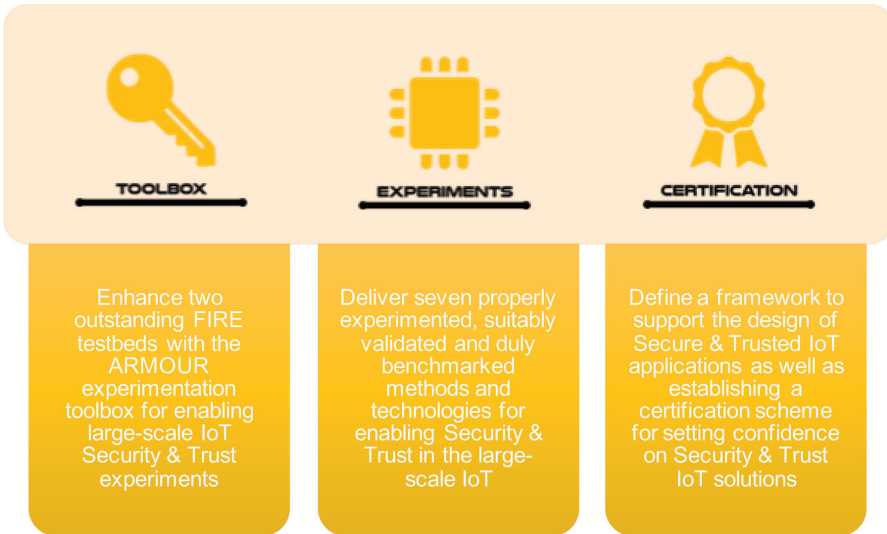 TOOLBOX
EXPERIMENTS
CERTIFICATION
Enhance two
outstanding FIRE
testbeds with the
ARMOUR
experimentation
toolbox for enabling
large-scale IoT
Security & Trust
experiments
Deliver seven properly
experimented, suitably
validated and duly
benchmarked
methods and
technologies for
enabling Security &
Trust in the large-
scale IoT
Define a framework to
support the design of
Secure & Trusted IoT
applications as well as
establishing a
certification scheme
for setting confidence
on Security & Trust
IoT solutions